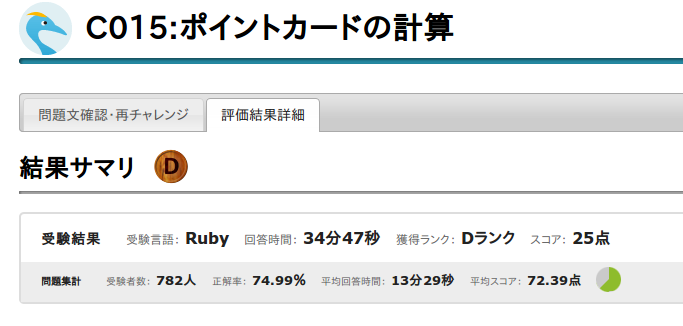 C015:ポイントカードの計算
問題文確認・再チャレンジ 評価結果詳細
結果サマリ D
受験結果 受験言語: Ruby 回答時間: 34分47秒 獲得ランク: Dランク スコア: 25点
問題集計 受験者数: 782人 正解率: 74.99% 平均回答時間: 13分29秒 平均スコア: 72.39点